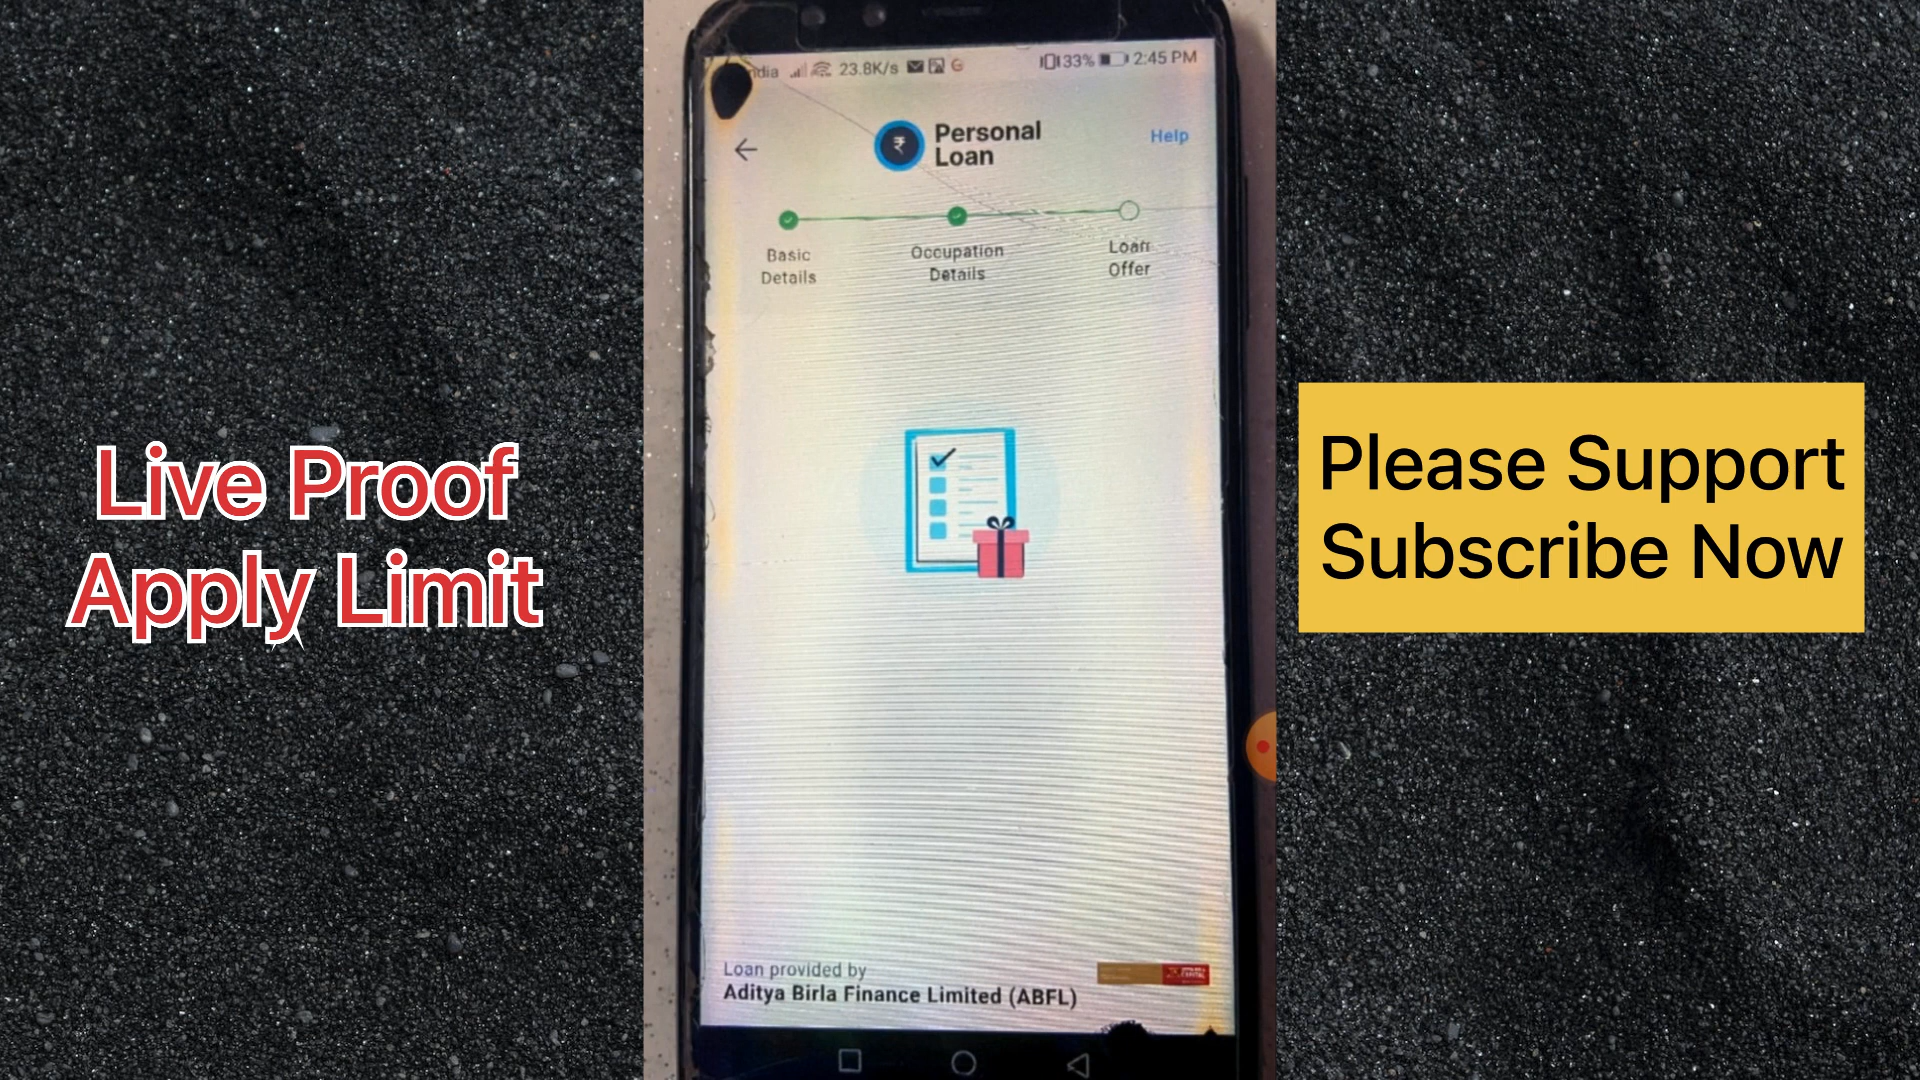 Live Proof
Apply Limit
23.8K/s
33% 2:45 PM
Personal
Loan
Help
Basic
Details
Occupation
Details
Loan
Offer
Loan provided by
Aditya Birla Finance Limited (ABFL)
Please Support
Subscribe Now